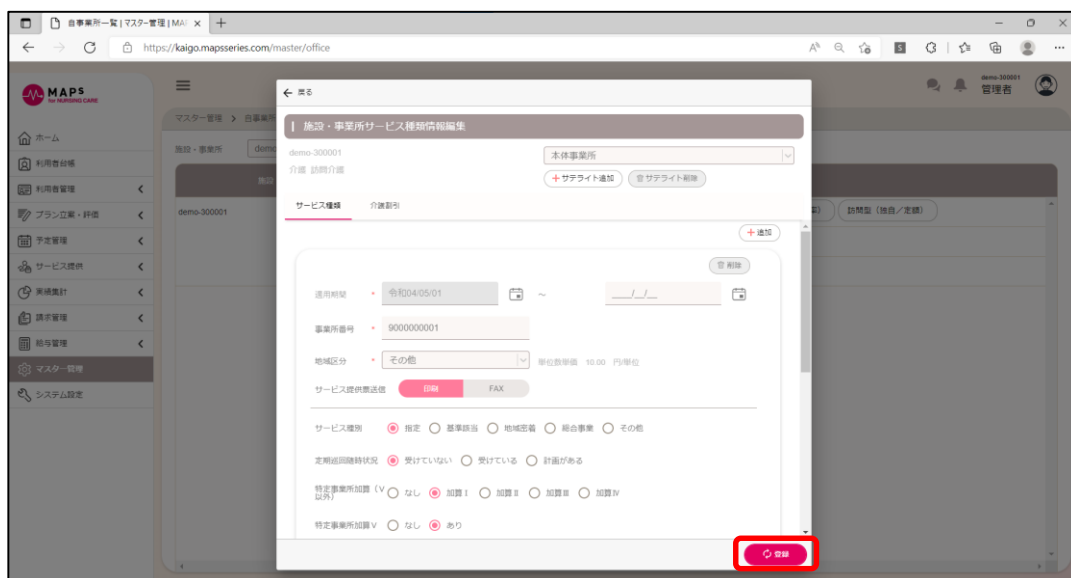 自事業所一覧 | マスター管理 | MAP
https://kaigo.mapsseries.com/master/office
MAPs
for NURSING CARE
demo-300001
管理者
ホーム
利用者台帳
利用者管理
プラン立案・評価
予定管理
サービス提供
実績集計
請求管理
給与管理
マスター管理
システム設定
マスター管理 > 自事業所
施設・事業所 demo
施設
demo-300001
訪問型（独自／定額）
戻る
施設・事業所サービス種類情報編集
demo-300001
介護 訪問介護
本体事業所
＋サテライト追加 サテライト削除
サービス種類 介護割引
＋追加
削除
適用期間 * 令和04/05/01 ～ ___/_/__
事業所番号 * 9000000001
地域区分 * その他 単位数単価 10.00 円/単位
サービス提供票送信 印刷 FAX
サービス種別 指定 基準該当 地域密着 総合事業 その他
定期巡回随時状況 受けていない 受けている 計画がある
特定事業所加算（V
以外） なし 加算Ⅰ 加算Ⅱ 加算Ⅲ 加算Ⅳ
特定事業所加算V なし あり
登録